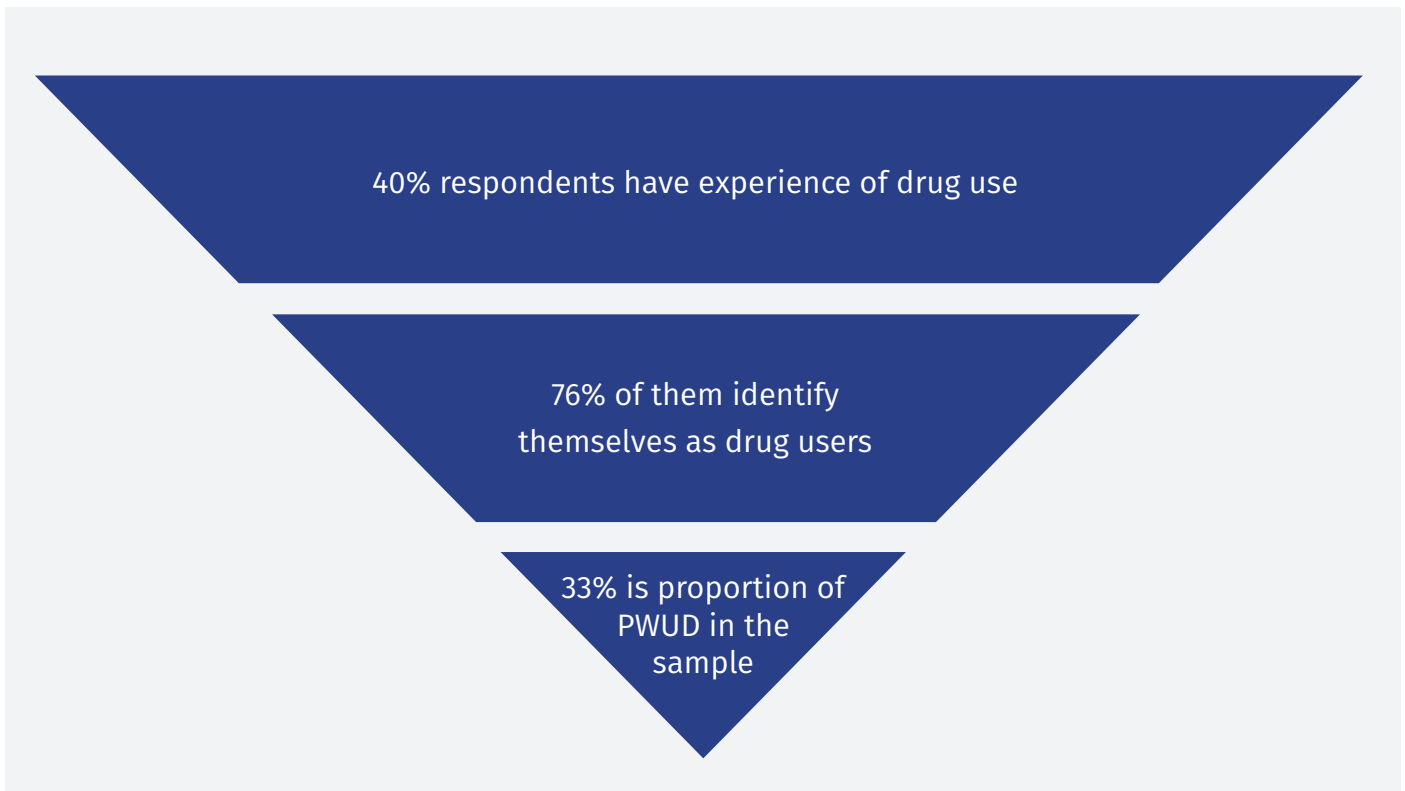 40% respondents have experience of drug use
76% of them identify
themselves as drug users
33% is proportion of
PWUD in the
sample